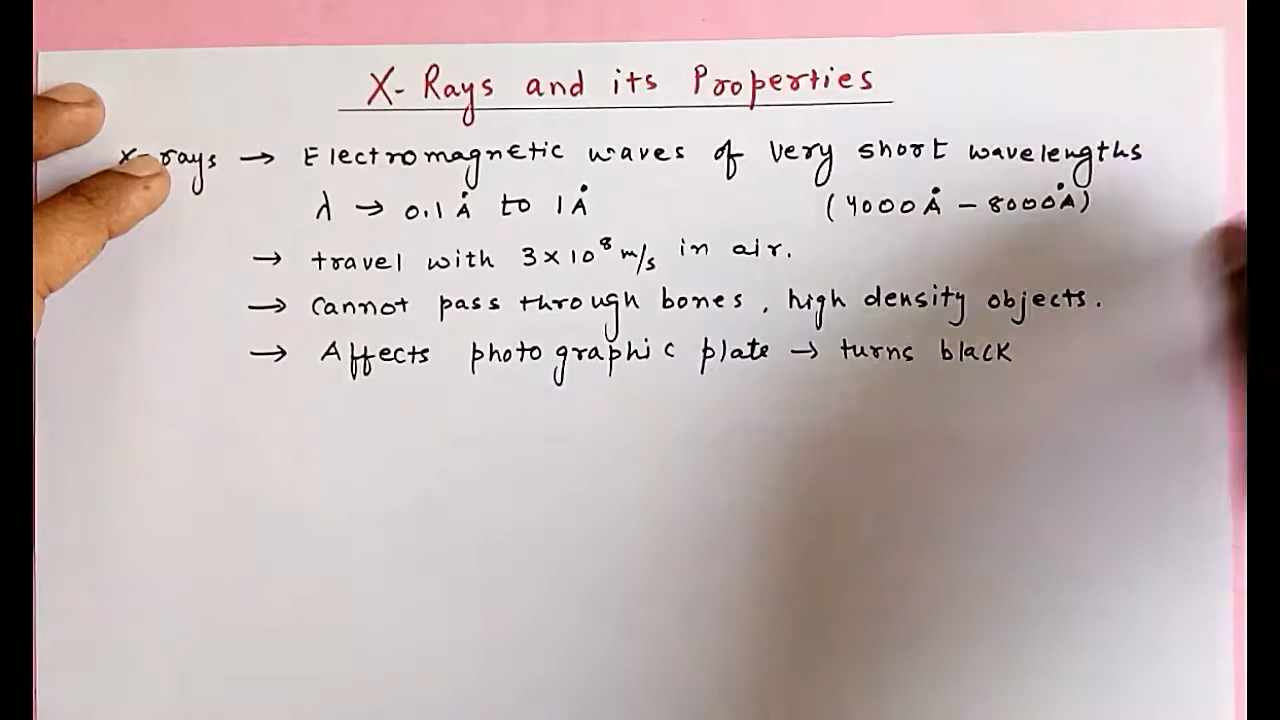 X-Rays and its Properties
x-rays → Electromagnetic waves of very short wavelengths
λ → 0.1 Å to 1 Å (4000 Å - 8000 Å)
→ travel with 3×10⁸ m/s in air.
→ cannot pass through bones, high density objects.
→ Affects photographic plate → turns black